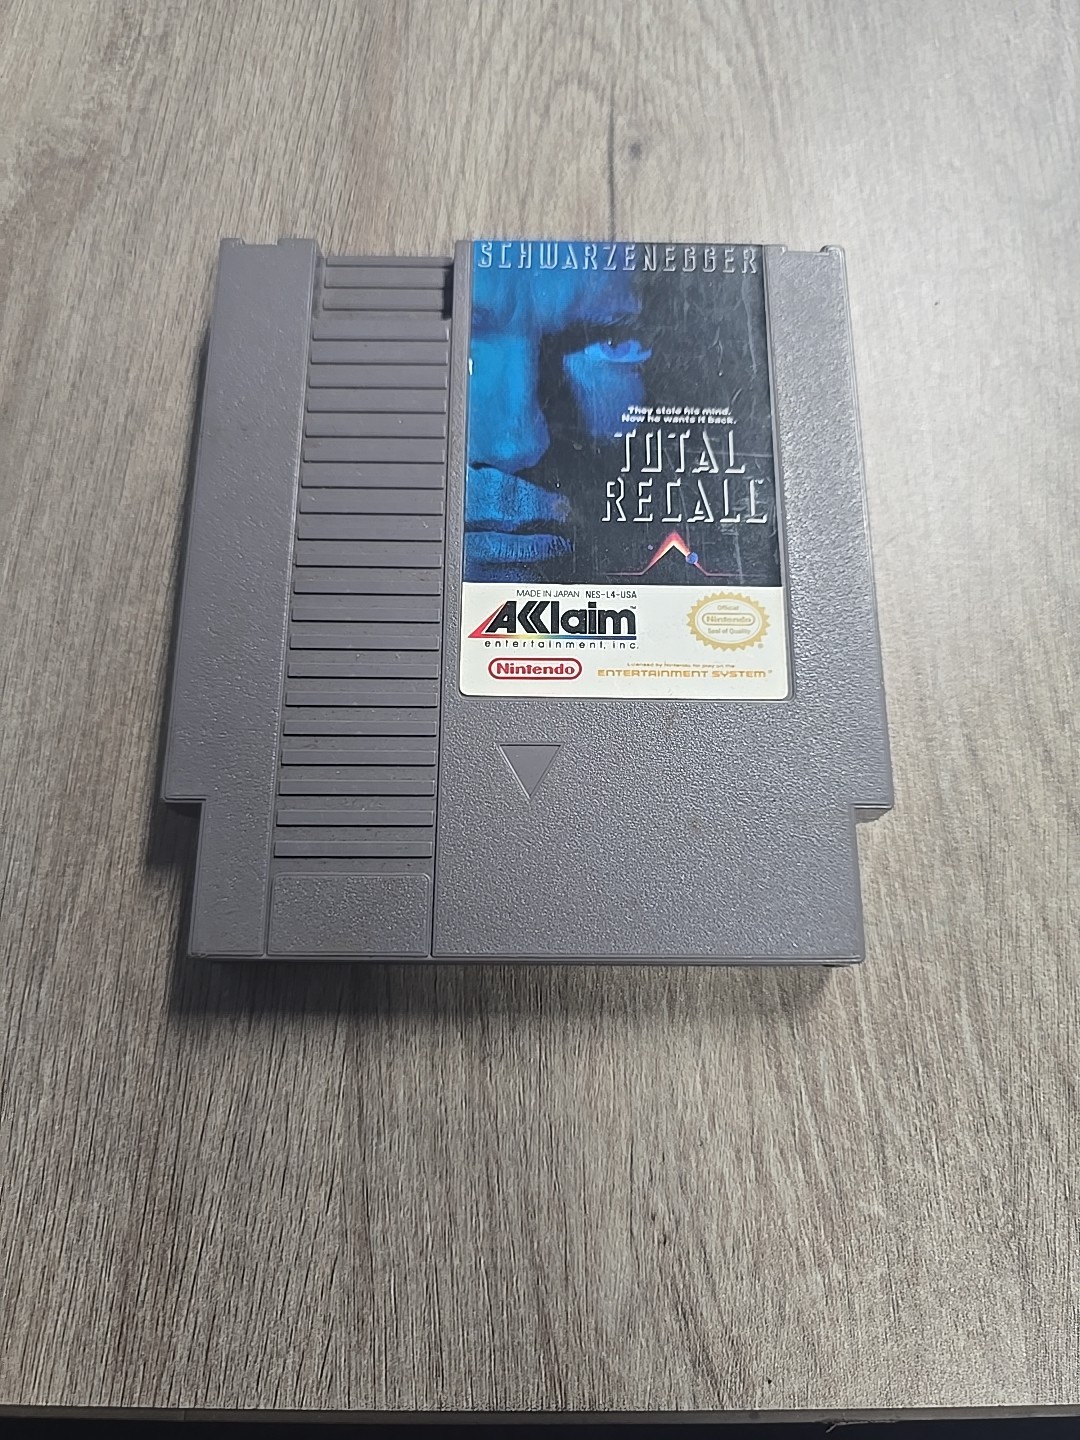 SCHWARZENEGGER
They stole his mind.
Now he wants it back.
TOTAL
RECALL
MADE IN JAPAN NES-L4-USA
AKKlaim™
entertainment, inc.
Official
Nintendo
Seal of Quality
Nintendo
Licensed by Nintendo for play on the
ENTERTAINMENT SYSTEM®